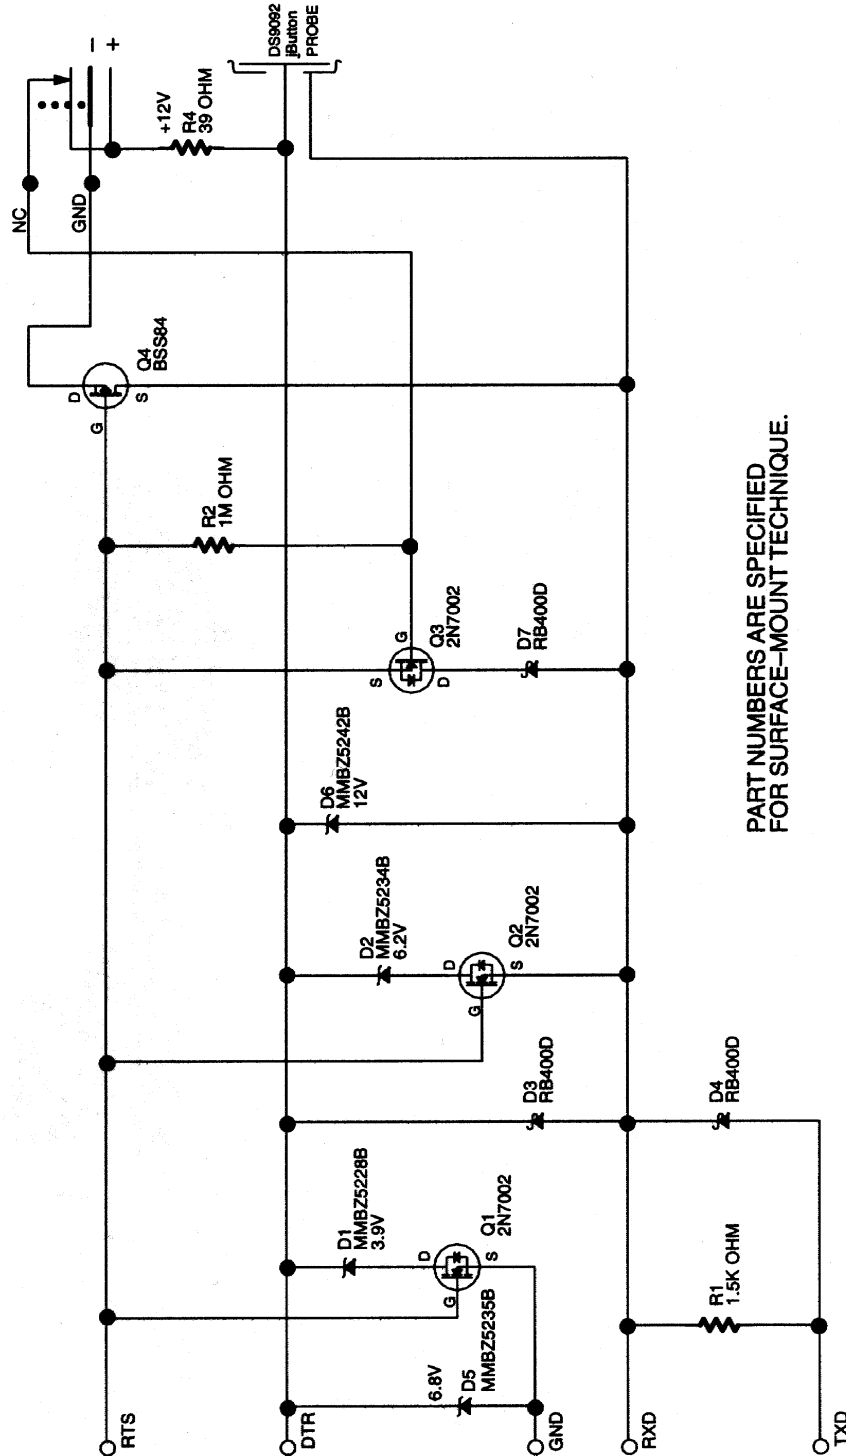 NC
GND
−
+
+12V
R4
39 OHM
DS9092
iButton
PROBE
D
G
S
Q4
BSS84
R2
1M OHM
S
G
D
Q3
2N7002
D7
RB400D
D6
MMBZ5242B
12V
D2
MMBZ5234B
6.2V
D
G
S
Q2
2N7002
D3
RB400D
D4
RB400D
D1
MMBZ5228B
3.9V
D
G
S
Q1
2N7002
6.8V
D5
MMBZ5235B
R1
1.5K OHM
RTS
DTR
GND
RXD
TXD
PART NUMBERS ARE SPECIFIED
FOR SURFACE–MOUNT TECHNIQUE.